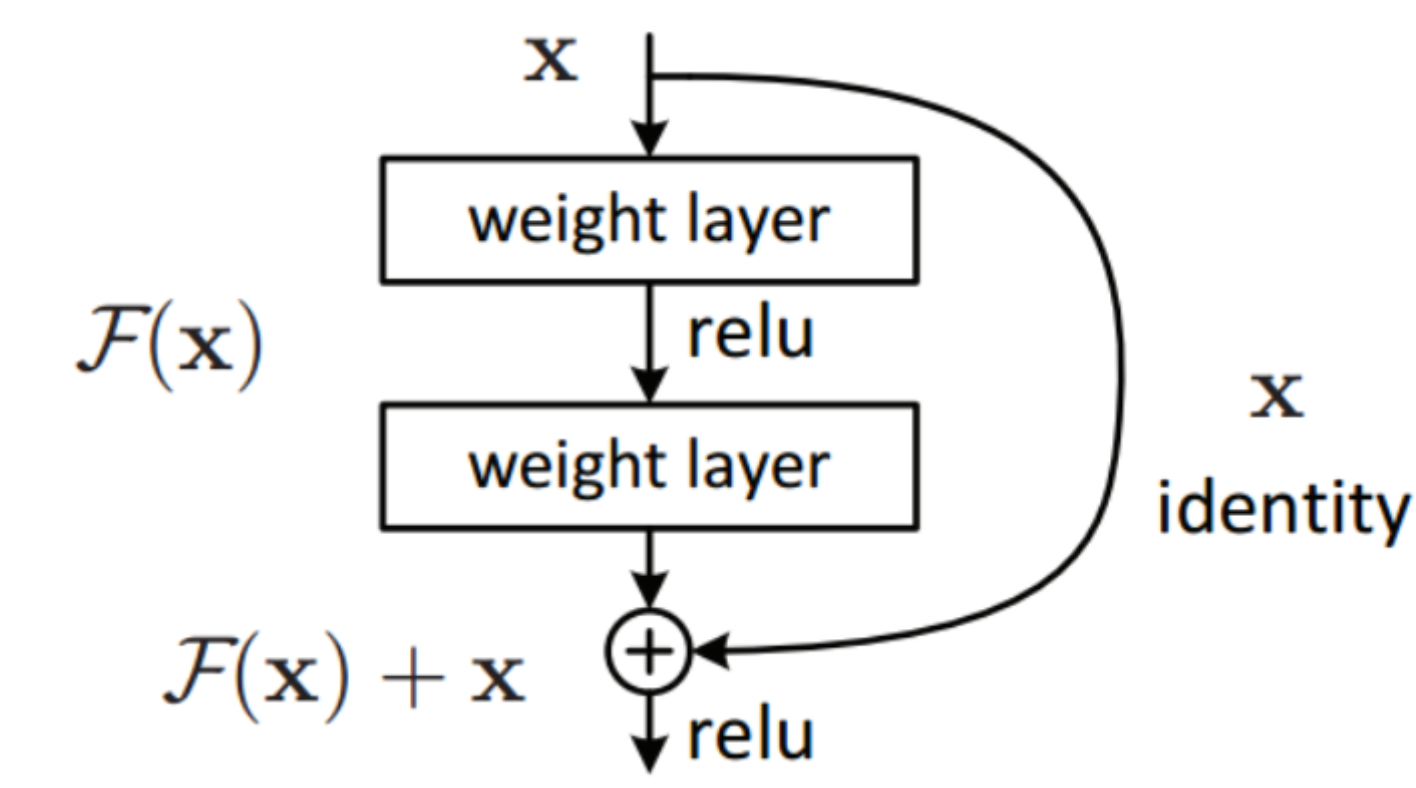 x
weight layer
F(x)
relu
x
weight layer
identity
F(x) + x
relu